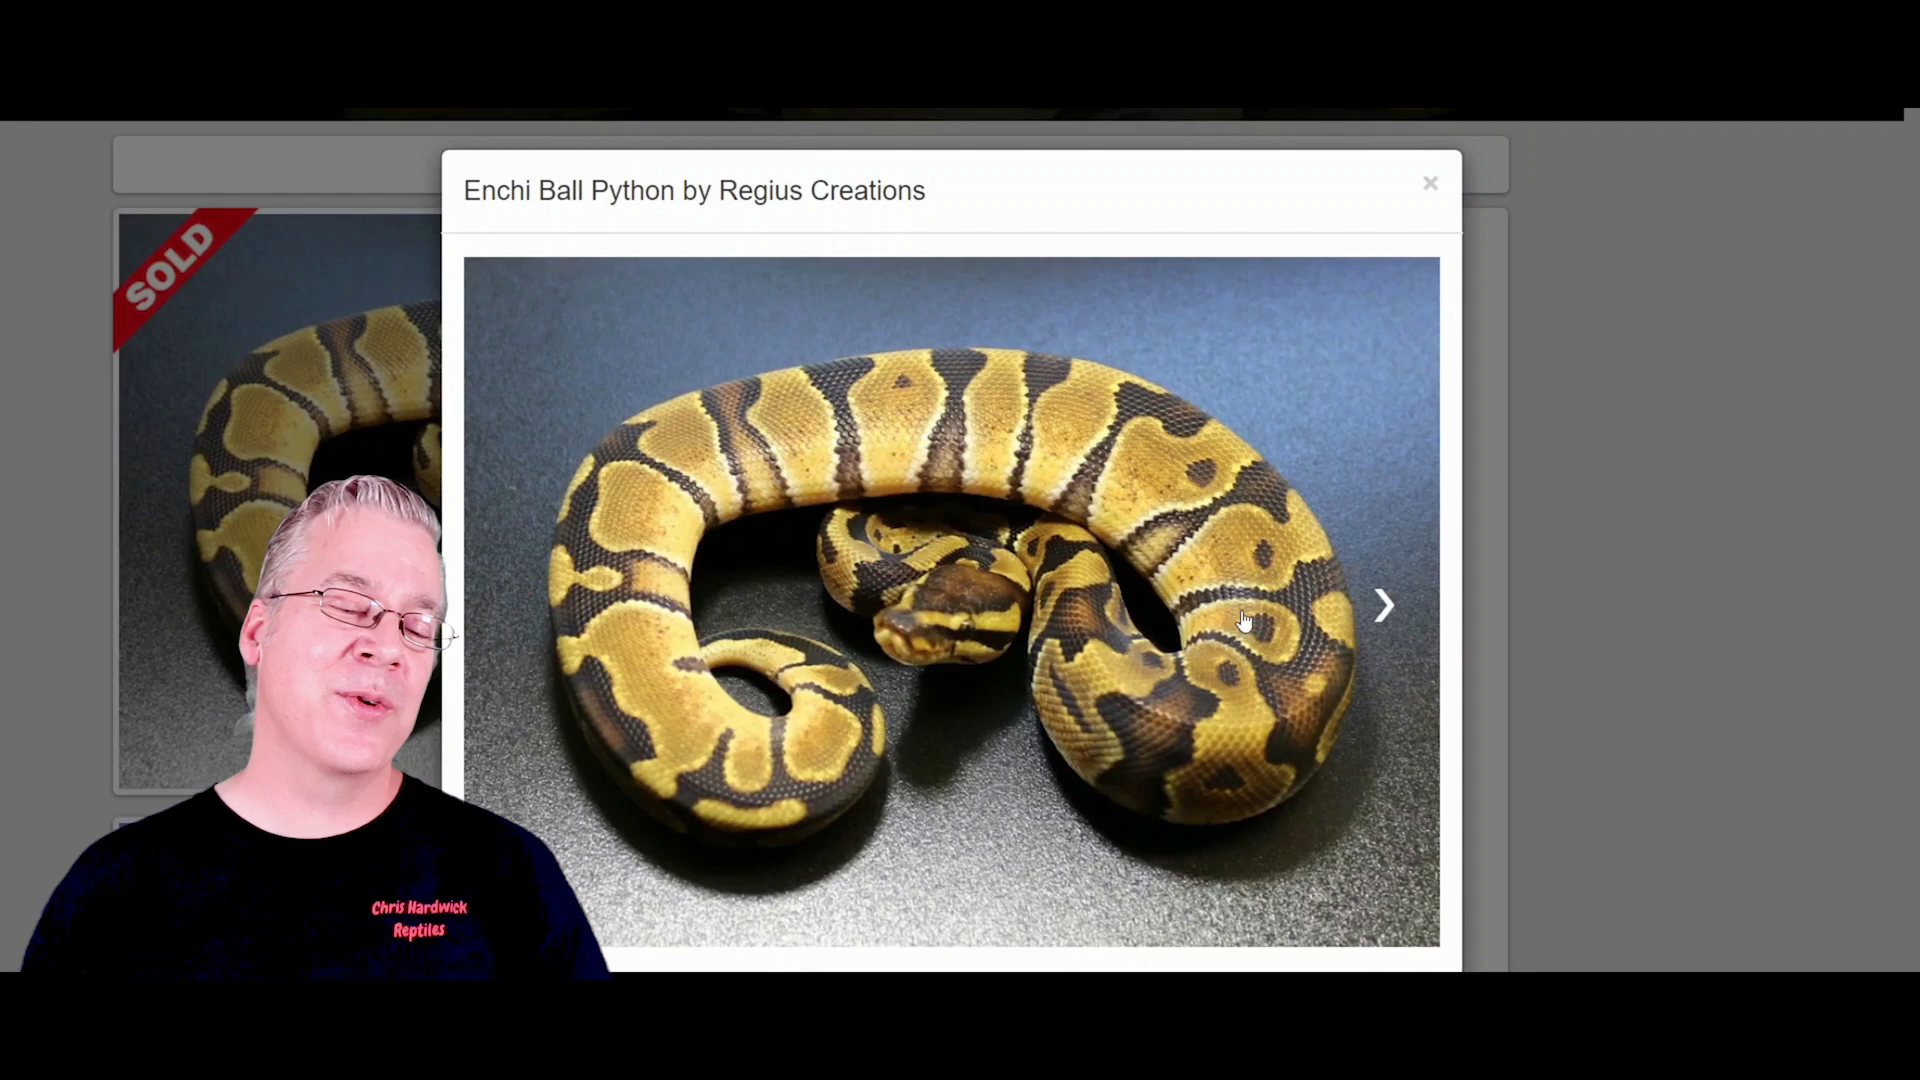 Enchi Ball Python by Regius Creations
×
SOLD
Chris Hardwick
Reptiles